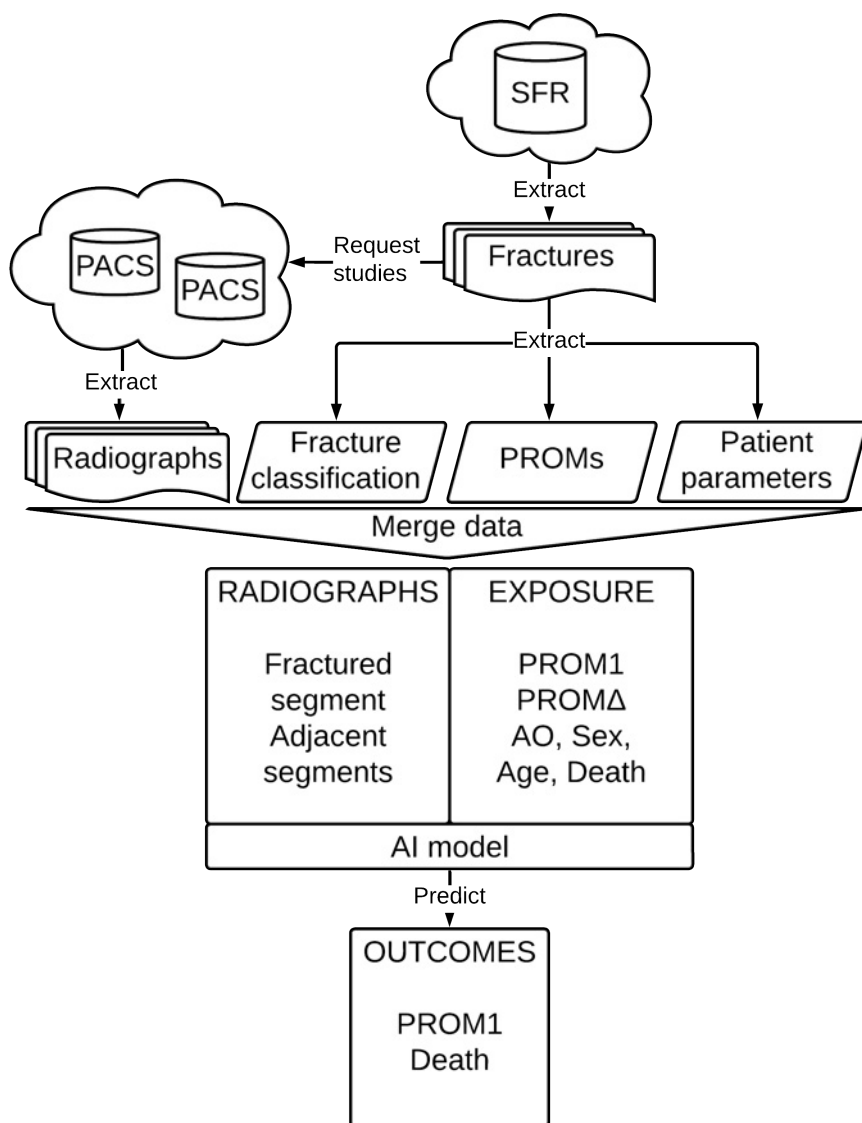 SFR
Extract
Request
studies
Fractures
PACS
PACS
Extract
Extract
Radiographs
Fracture
classification
PROMs
Patient
parameters
Merge data
RADIOGRAPHS
Fractured
segment
Adjacent
segments
EXPOSURE
PROM1
PROMΔ
AO, Sex,
Age, Death
AI model
Predict
OUTCOMES
PROM1
Death